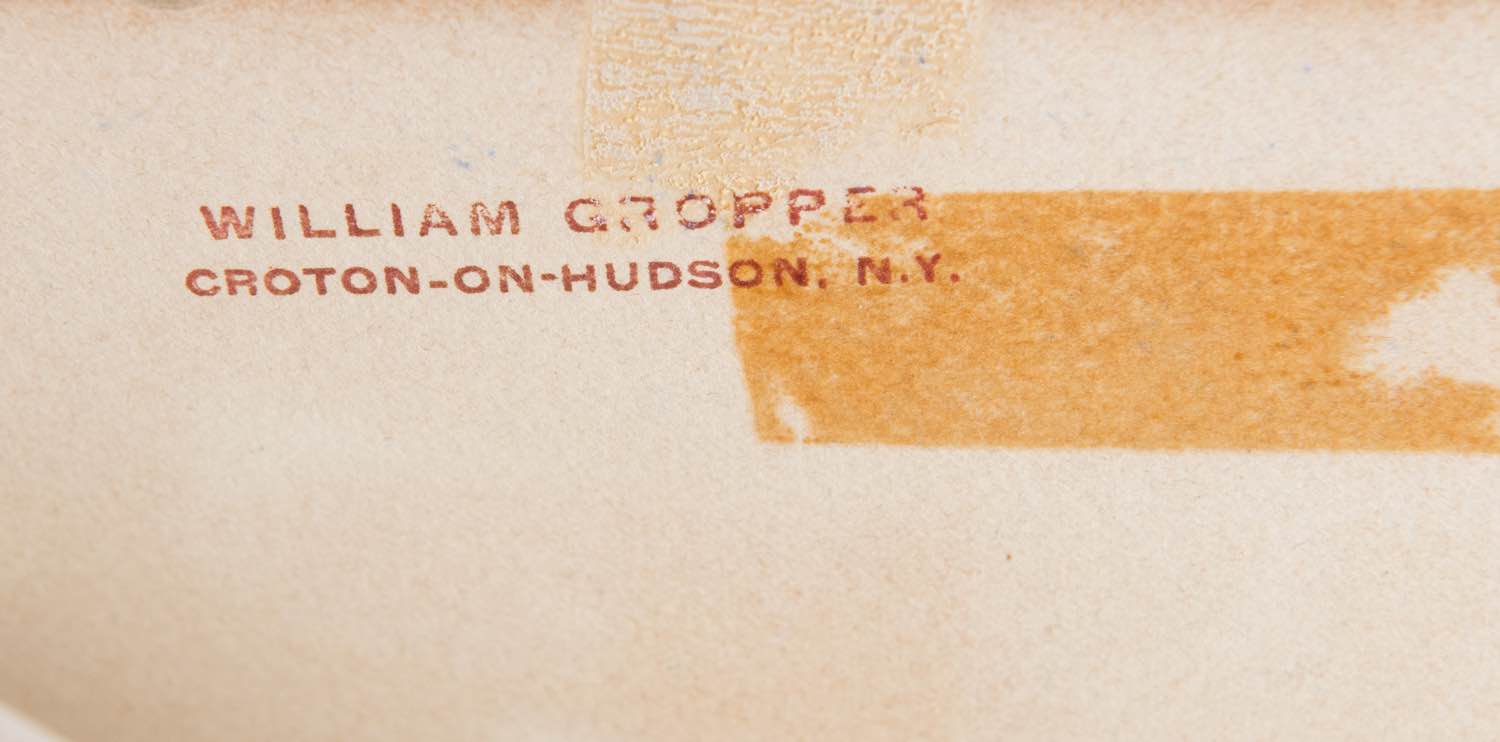 WILLIAM GROPPER
CROTON-ON-HUDSON, N.Y.